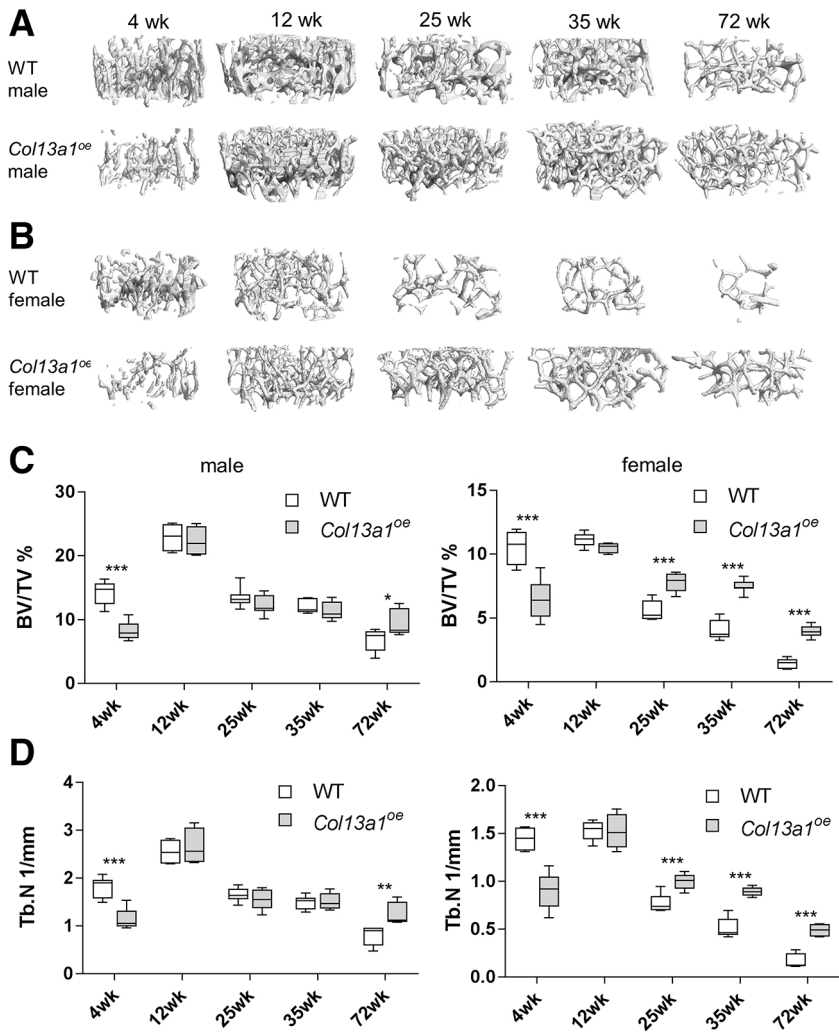 A
4 wk 12 wk 25 wk 35 wk 72 wk
WT
male
Col13a1oe
male
B
WT
female
Col13a1oe
female
C
male
BV/TV %
30
20
10
0
***
*
WT
Col13a1oe
4wk 12wk 25wk 35wk 72wk
female
BV/TV %
15
10
5
0
***
***
***
***
WT
Col13a1oe
4wk 12wk 25wk 35wk 72wk
D
Tb.N 1/mm
4
3
2
1
0
***
**
WT
Col13a1oe
4wk 12wk 25wk 35wk 72wk
Tb.N 1/mm
2.0
1.5
1.0
0.5
0.0
***
***
***
***
WT
Col13a1oe
4wk 12wk 25wk 35wk 72wk